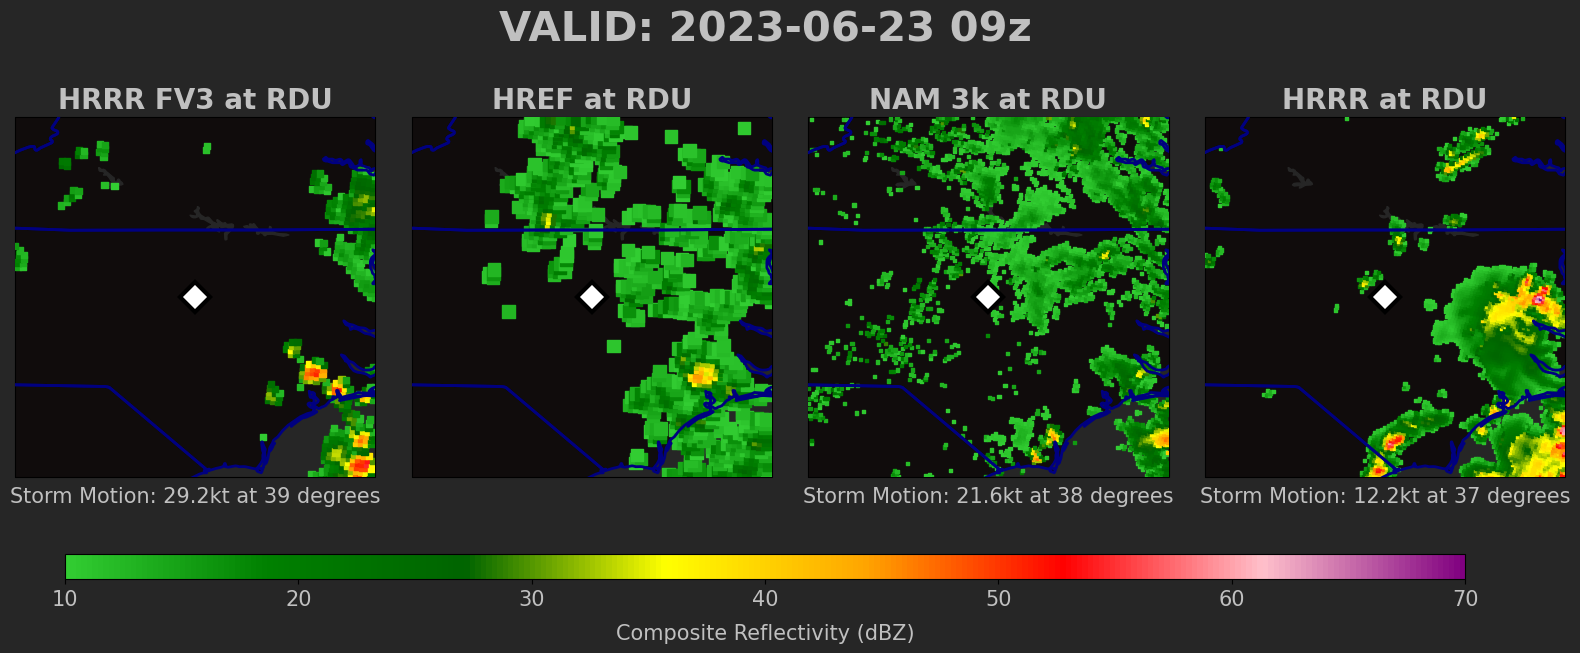 VALID: 2023-06-23 09z
HRRR FV3 at RDU
HREF at RDU
NAM 3k at RDU
HRRR at RDU
Storm Motion: 29.2kt at 39 degrees
Storm Motion: 21.6kt at 38 degrees
Storm Motion: 12.2kt at 37 degrees
10 20 30 40 50 60 70
Composite Reflectivity (dBZ)